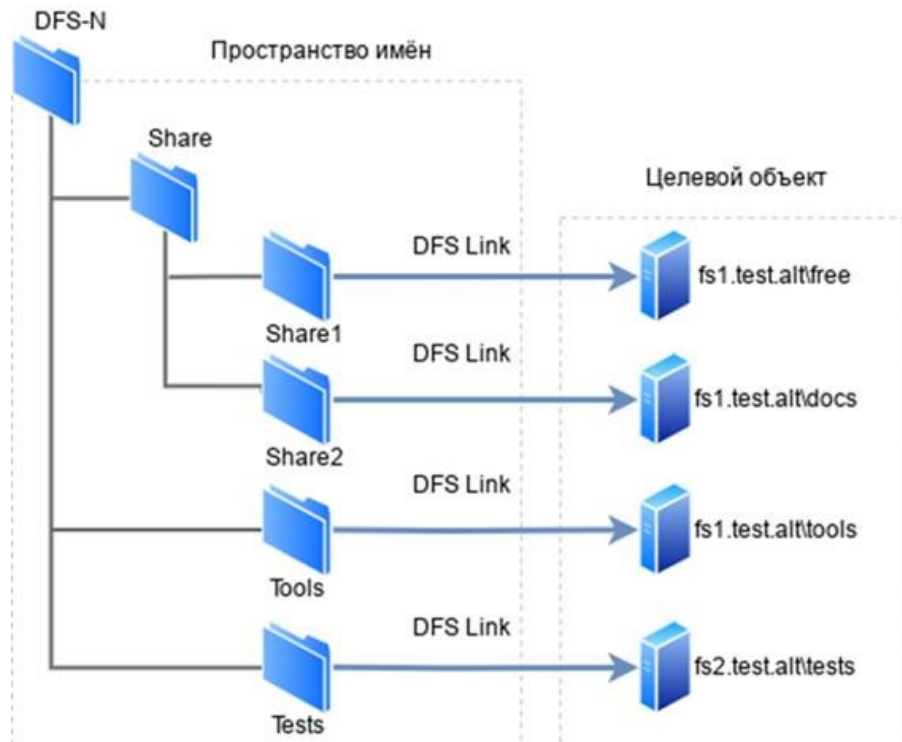 DFS-N
Пространство имён
Share
Целевой объект
DFS Link
fs1.test.alt\free
Share1
DFS Link
fs1.test.alt\docs
Share2
DFS Link
fs1.test.alt\tools
Tools
DFS Link
fs2.test.alt\tests
Tests